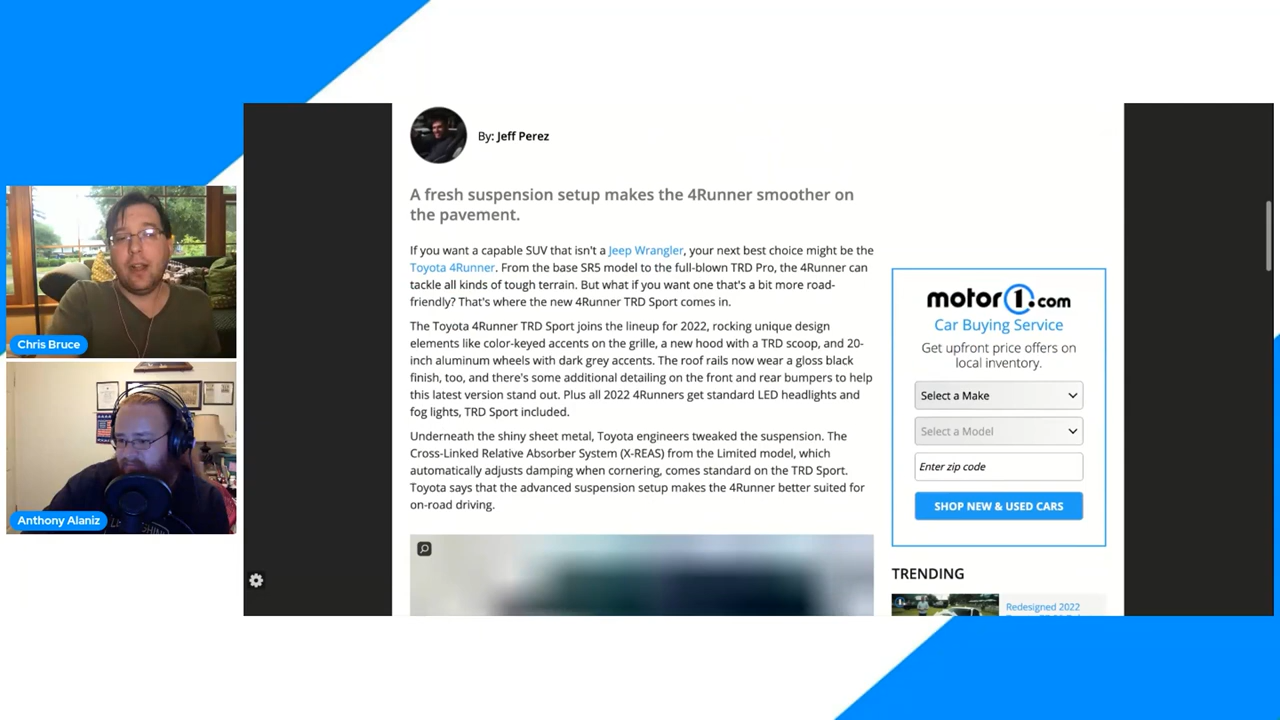 By: Jeff Perez
A fresh suspension setup makes the 4Runner smoother on
the pavement.
If you want a capable SUV that isn't a Jeep Wrangler, your next best choice might be the
Toyota 4Runner. From the base SR5 model to the full-blown TRD Pro, the 4Runner can
tackle all kinds of tough terrain. But what if you want one that's a bit more road-
friendly? That's where the new 4Runner TRD Sport comes in.
The Toyota 4Runner TRD Sport joins the lineup for 2022, rocking unique design
elements like color-keyed accents on the grille, a new hood with a TRD scoop, and 20-
inch aluminum wheels with dark grey accents. The roof rails now wear a gloss black
finish, too, and there's some additional detailing on the front and rear bumpers to help
this latest version stand out. Plus all 2022 4Runners get standard LED headlights and
fog lights, TRD Sport included.
Underneath the shiny sheet metal, Toyota engineers tweaked the suspension. The
Cross-Linked Relative Absorber System (X-REAS) from the Limited model, which
automatically adjusts damping when cornering, comes standard on the TRD Sport.
Toyota says that the advanced suspension setup makes the 4Runner better suited for
on-road driving.
motor1.com
Car Buying Service
Get upfront price offers on
local inventory.
Select a Make
Select a Model
Enter zip code
SHOP NEW & USED CARS
TRENDING
Redesigned 2022
Chris Bruce
Anthony Alaniz